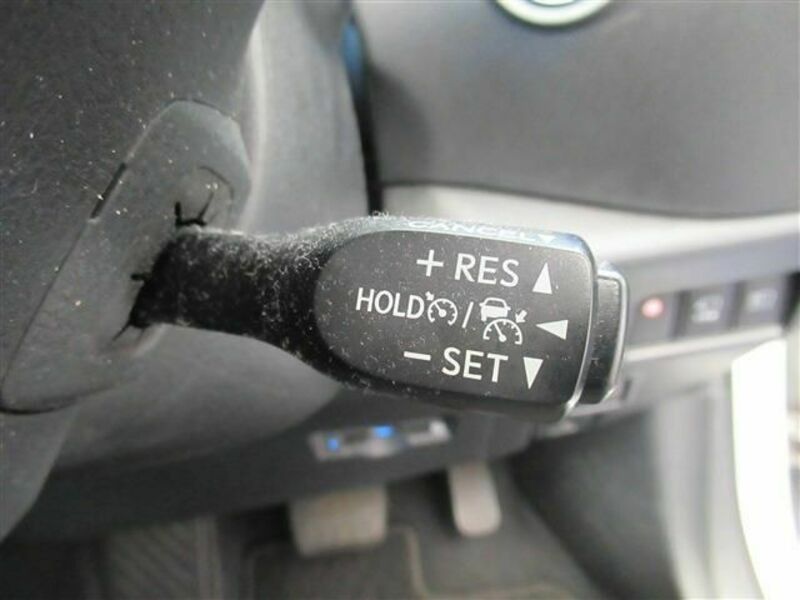 CANCEL
+ RES
HOLD /
− SET